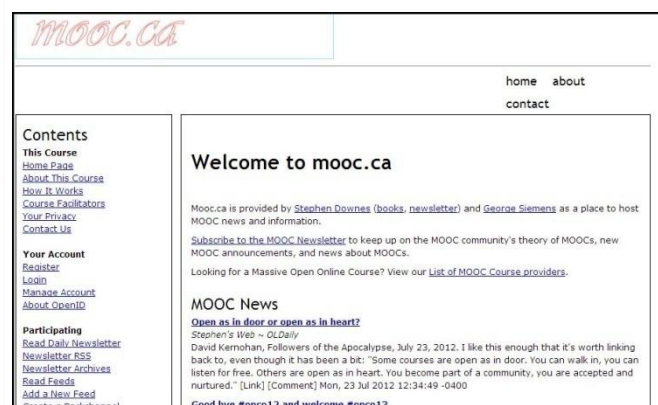 mooc.ca
home about
contact
Contents
This Course
Home Page
About This Course
How It Works
Course Facilitators
Your Privacy
Contact Us
Your Account
Register
Login
Manage Account
About OpenID
Participating
Read Daily Newsletter
Newsletter RSS
Newsletter Archives
Read Feeds
Add a New Feed
Welcome to mooc.ca
Mooc.ca is provided by Stephen Downes (books, newsletter) and George Siemens as a place to host
MOOC news and information.
Subscribe to the MOOC Newsletter to keep up on the MOOC community's theory of MOOCs, new
MOOC announcements, and news about MOOCs.
Looking for a Massive Open Online Course? View our List of MOOC Course providers.
MOOC News
Open as in door or open as in heart?
Stephen's Web ~ OLDaily
David Kernohan, Followers of the Apocalypse, July 23, 2012. I like this enough that it's worth linking
back to, even though it has been a bit: "Some courses are open as in door. You can walk in, you can
listen for free. Others are open as in heart. You become part of a community, you are accepted and
nurtured." [Link] [Comment] Mon, 23 Jul 2012 12:34:49 -0400